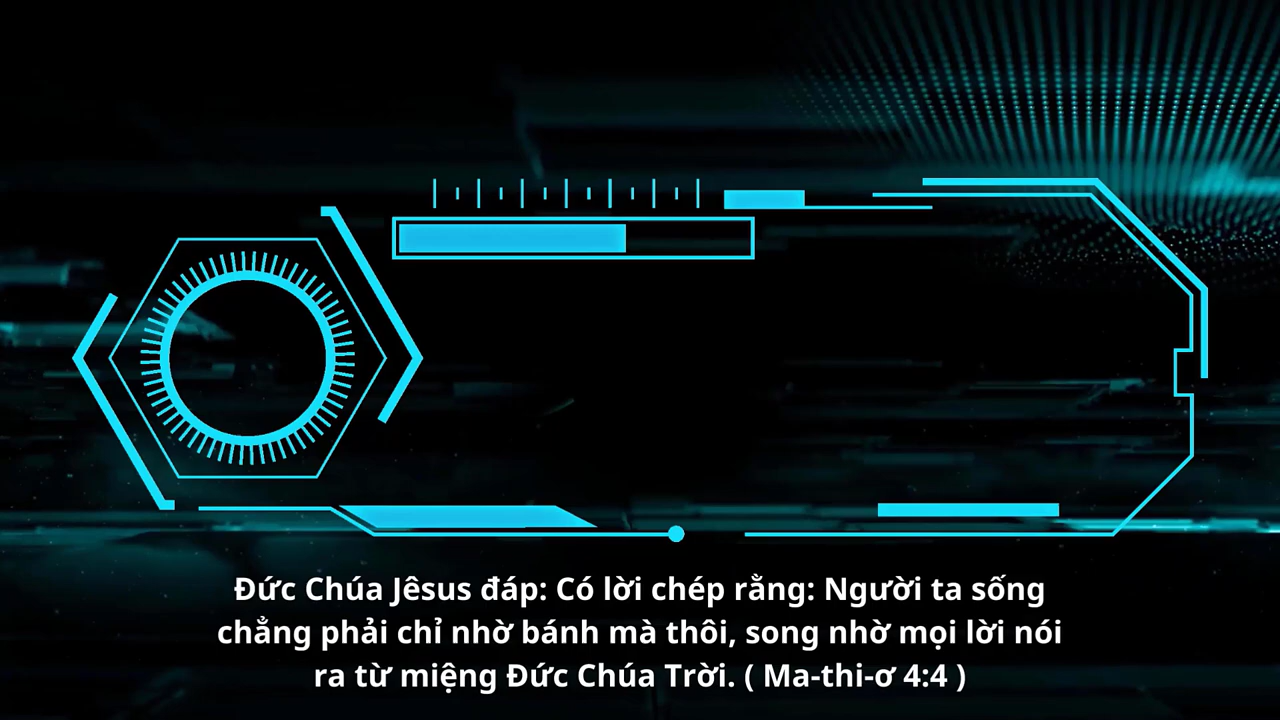 Đức Chúa Jêsus đáp: Có lời chép rằng: Người ta sống
chẳng phải chỉ nhờ bánh mà thôi, song nhờ mọi lời nói
ra từ miệng Đức Chúa Trời. ( Ma-thi-ơ 4:4 )